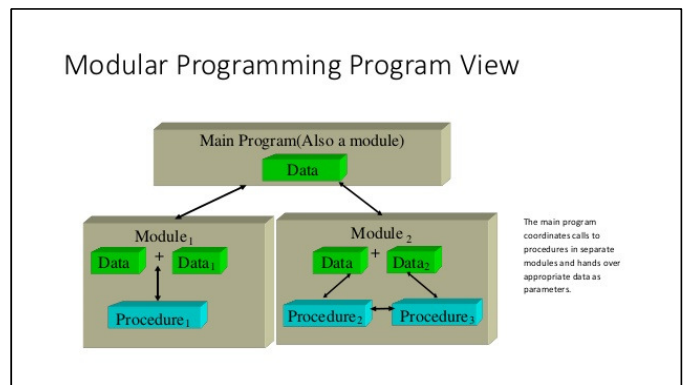 Modular Programming Program View
Main Program(Also a module)
Data
Module₁
Data + Data₁
Procedure₁
Module ₂
Data + Data₂
Procedure₂ Procedure₃
The main program
coordinates calls to
procedures in separate
modules and hands over
appropriate data as
parameters.